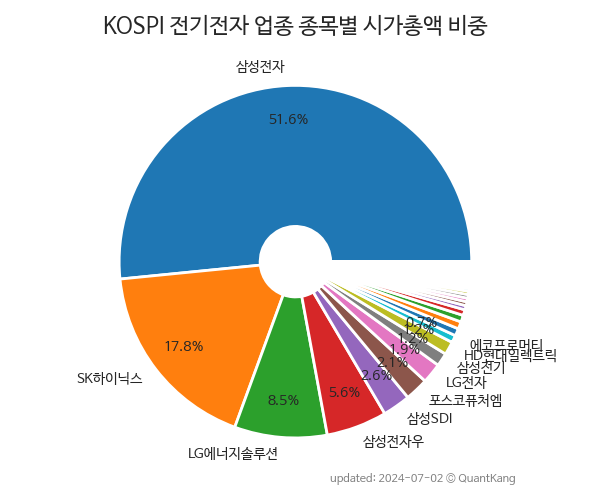 KOSPI 전기전자 업종 종목별 시가총액 비중
삼성전자
51.6%
17.8%
SK하이닉스
8.5%
LG에너지솔루션
5.6%
삼성전자우
2.6%
삼성SDI
2.1%
포스코퓨처엠
1.9%
LG전자
1.2%
삼성전기
1.2%
HD현대일렉트릭
0.7%
에코프로머티
updated: 2024-07-02 ⓒ QuantKang